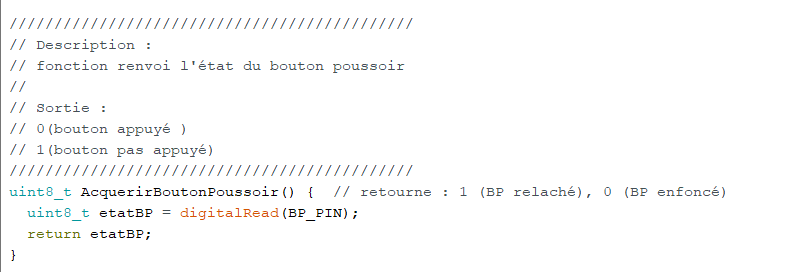 /////////////////////////////////////////////
// Description :
// fonction renvoi l'état du bouton poussoir
//
// Sortie :
// 0(bouton appuyé )
// 1(bouton pas appuyé)
/////////////////////////////////////////////
uint8_t AcquerirBoutonPoussoir() {  // retourne : 1 (BP relaché), 0 (BP enfoncé)
  uint8_t etatBP = digitalRead(BP_PIN);
  return etatBP;
}